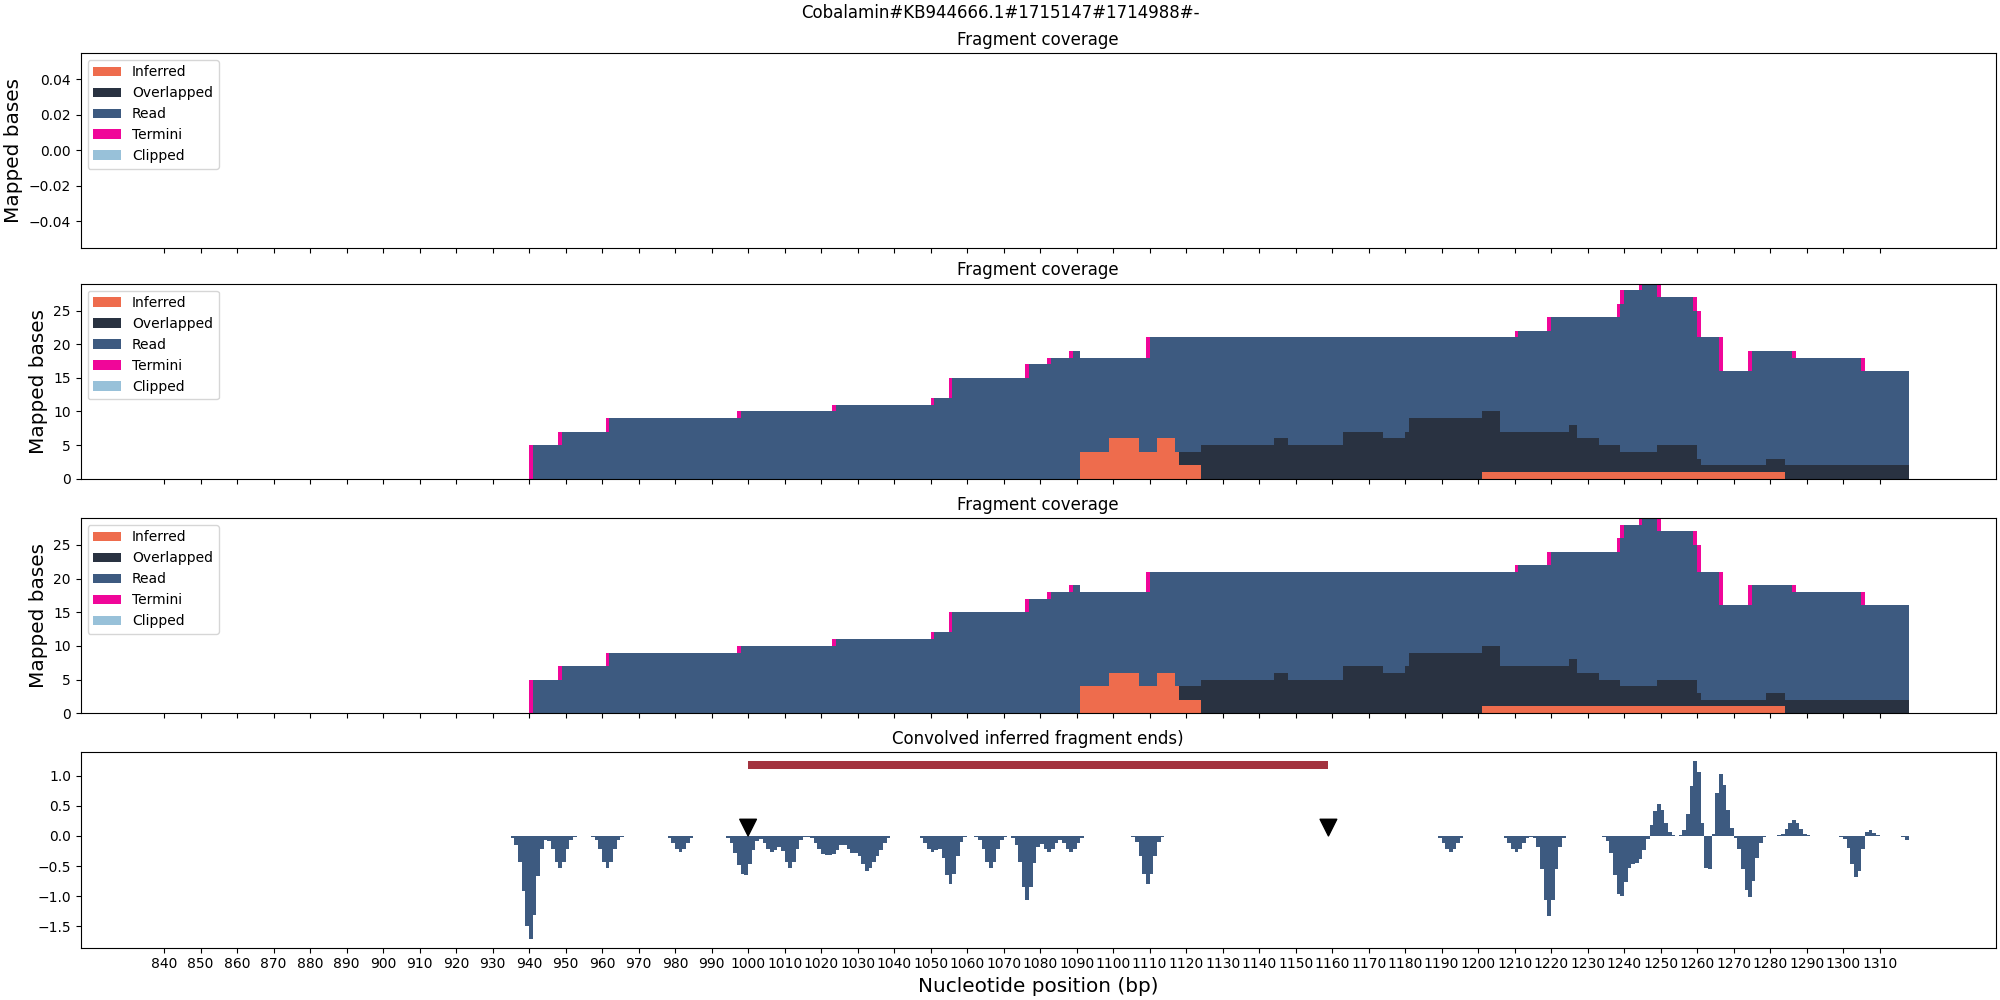 Cobalamin#KB944666.1#1715147#1714988#-
Fragment coverage
Mapped bases
0.04
0.02
0.00
−0.02
−0.04
Inferred
Overlapped
Read
Termini
Clipped
Fragment coverage
Mapped bases
25
20
15
10
5
0
Inferred
Overlapped
Read
Termini
Clipped
Fragment coverage
Mapped bases
25
20
15
10
5
0
Inferred
Overlapped
Read
Termini
Clipped
Convolved inferred fragment ends)
1.0
0.5
0.0
−0.5
−1.0
−1.5
840 850 860 870 880 890 900 910 920 930 940 950 960 970 980 990 1000 1010 1020 1030 1040 1050 1060 1070 1080 1090 1100 1110 1120 1130 1140 1150 1160 1170 1180 1190 1200 1210 1220 1230 1240 1250 1260 1270 1280 1290 1300 1310
Nucleotide position (bp)